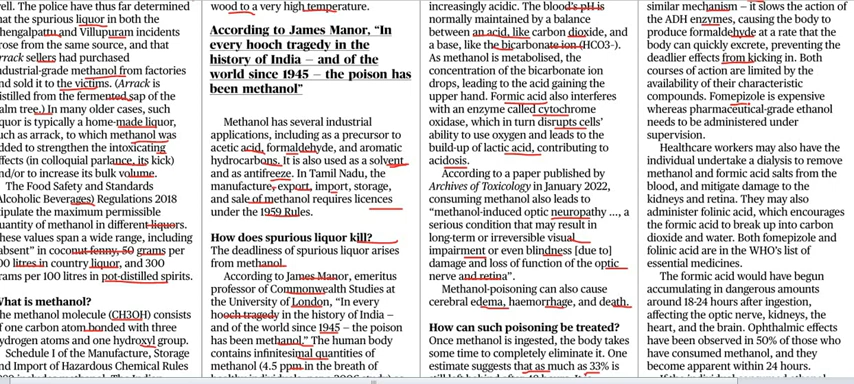 well. The police have thus far determined
that the spurious liquor in both the
Chengalpattu and Villupuram incidents
arose from the same source, and that
arrack sellers had purchased
industrial-grade methanol from factories
and sold it to the victims. (Arrack is
distilled from the fermented sap of the
palm tree.) In many older cases, such
liquor is typically a home-made liquor,
such as arrack, to which methanol was
added to strengthen the intoxicating
effects (in colloquial parlance, its kick)
and/or to increase its bulk volume.
The Food Safety and Standards
(Alcoholic Beverages) Regulations 2018
stipulate the maximum permissible
quantity of methanol in different liquors.
These values span a wide range, including
“absent” in coconut fenny, 50 grams per
100 litres in country liquor, and 300
grams per 100 litres in pot-distilled spirits.
What is methanol?
The methanol molecule (CH3OH) consists
of one carbon atom bonded with three
hydrogen atoms and one hydroxyl group.
Schedule I of the Manufacture, Storage
and Import of Hazardous Chemical Rules
wood to a very high temperature.
According to James Manor, “In
every hooch tragedy in the
history of India – and of the
world since 1945 – the poison has
been methanol”
Methanol has several industrial
applications, including as a precursor to
acetic acid, formaldehyde, and aromatic
hydrocarbons. It is also used as a solvent
and as antifreeze. In Tamil Nadu, the
manufacture, export, import, storage,
and sale of methanol requires licences
under the 1959 Rules.
How does spurious liquor kill?
The deadliness of spurious liquor arises
from methanol.
According to James Manor, emeritus
professor of Commonwealth Studies at
the University of London, “In every
hooch tragedy in the history of India –
and of the world since 1945 – the poison
has been methanol.” The human body
contains infinitesimal quantities of
methanol (4.5 ppm in the breath of
increasingly acidic. The blood’s pH is
normally maintained by a balance
between an acid, like carbon dioxide, and
a base, like the bicarbonate ion (HCO3-).
As methanol is metabolised, the
concentration of the bicarbonate ion
drops, leading to the acid gaining the
upper hand. Formic acid also interferes
with an enzyme called cytochrome
oxidase, which in turn disrupts cells’
ability to use oxygen and leads to the
build-up of lactic acid, contributing to
acidosis.
According to a paper published by
Archives of Toxicology in January 2022,
consuming methanol also leads to
“methanol-induced optic neuropathy ..., a
serious condition that may result in
long-term or irreversible visual
impairment or even blindness [due to]
damage and loss of function of the optic
nerve and retina”.
Methanol-poisoning can also cause
cerebral edema, haemorrhage, and death.
How can such poisoning be treated?
Once methanol is ingested, the body takes
some time to completely eliminate it. One
estimate suggests that as much as 33% is
similar mechanism – it slows the action of
the ADH enzymes, causing the body to
produce formaldehyde at a rate that the
body can quickly excrete, preventing the
deadlier effects from kicking in. Both
courses of action are limited by the
availability of their characteristic
compounds. Fomepizole is expensive
whereas pharmaceutical-grade ethanol
needs to be administered under
supervision.
Healthcare workers may also have the
individual undertake a dialysis to remove
methanol and formic acid salts from the
blood, and mitigate damage to the
kidneys and retina. They may also
administer folinic acid, which encourages
the formic acid to break up into carbon
dioxide and water. Both fomepizole and
folinic acid are in the WHO’s list of
essential medicines.
The formic acid would have begun
accumulating in dangerous amounts
around 18-24 hours after ingestion,
affecting the optic nerve, kidneys, the
heart, and the brain. Ophthalmic effects
have been observed in 50% of those who
have consumed methanol, and they
become apparent within 24 hours.